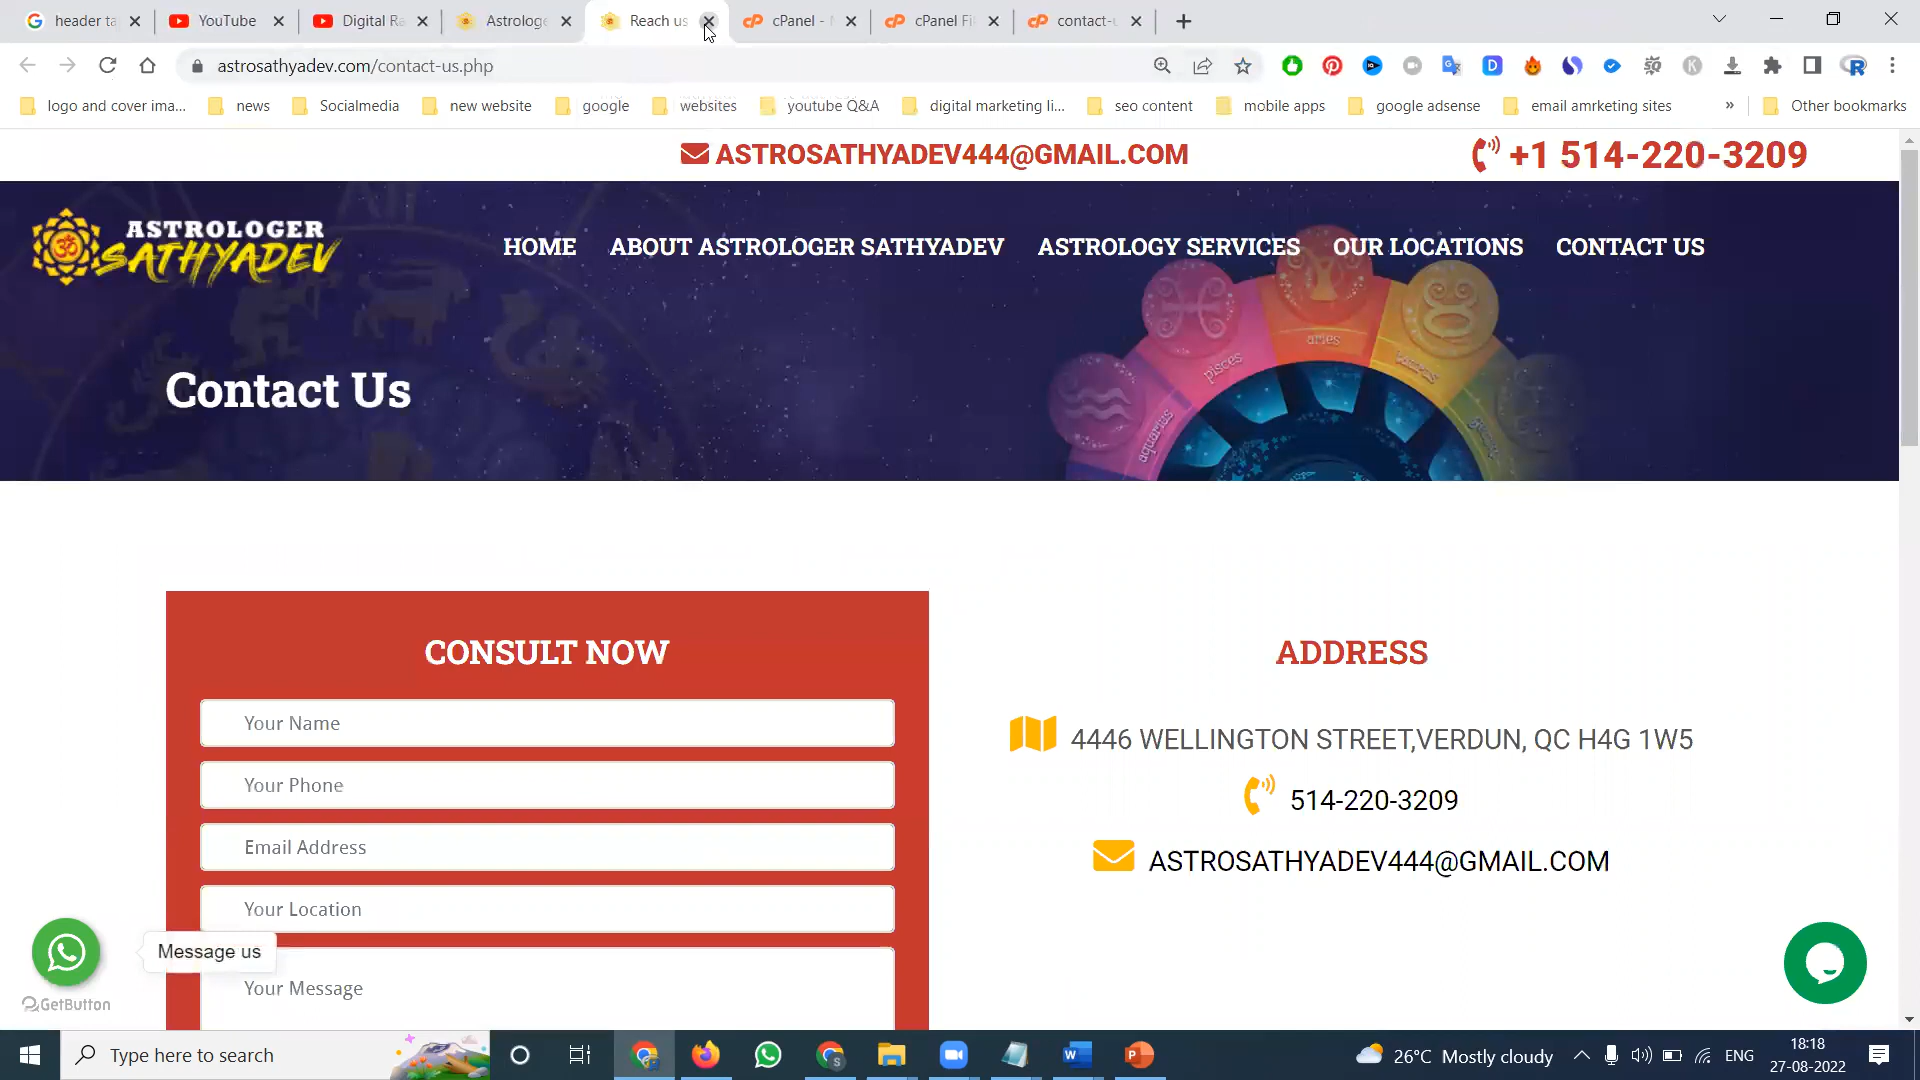 header ta
YouTube
Digital Ra
Astrologe
Reach us
cPanel -
cPanel Fi
contact-u
astrosathyadev.com/contact-us.php
logo and cover ima...
news
Socialmedia
new website
google
websites
youtube Q&A
digital marketing li...
seo content
mobile apps
google adsense
email amrketing sites
»
Other bookmarks
ASTROSATHYADEV444@GMAIL.COM
+1 514-220-3209
ASTROLOGER
SATHYADEV
HOME
ABOUT ASTROLOGER SATHYADEV
ASTROLOGY SERVICES
OUR LOCATIONS
CONTACT US
aries
pisces
aquarius
Contact Us
CONSULT NOW
Your Name
Your Phone
Email Address
Your Location
Your Message
ADDRESS
4446 WELLINGTON STREET,VERDUN, QC H4G 1W5
514-220-3209
ASTROSATHYADEV444@GMAIL.COM
Message us
GetButton
Type here to search
26°C Mostly cloudy
ENG
18:18
27-08-2022